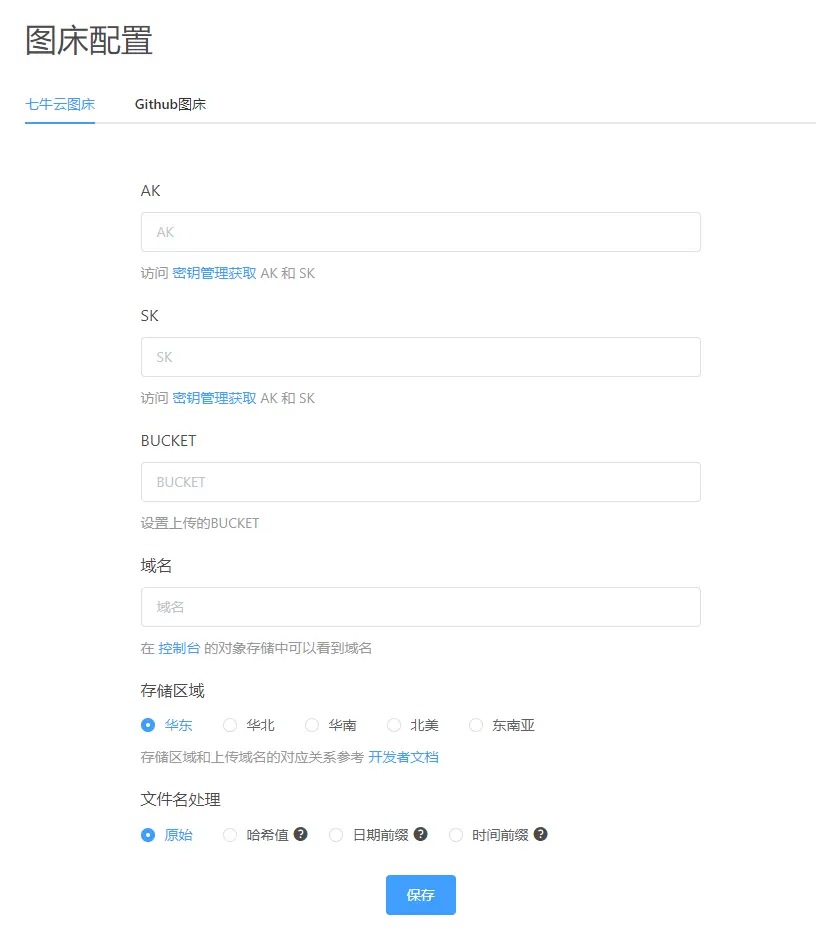 图床配置
七牛云图床 Github图床
AK
AK
访问 密钥管理获取 AK 和 SK
SK
SK
访问 密钥管理获取 AK 和 SK
BUCKET
BUCKET
设置上传的BUCKET
域名
域名
在 控制台 的对象存储中可以看到域名
存储区域
华东 华北 华南 北美 东南亚
存储区域和上传域名的对应关系参考 开发者文档
文件名处理
原始 哈希值 ? 日期前缀 ? 时间前缀 ?
保存